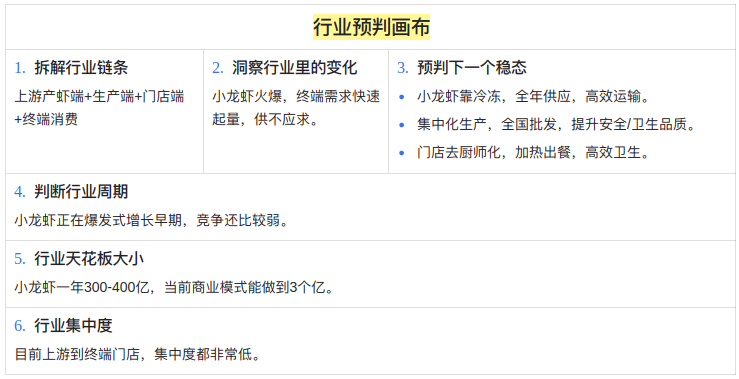 行业预判画布
1. 拆解行业链条
上游产虾端+生产端+门店端
+终端消费
2. 洞察行业里的变化
小龙虾火爆，终端需求快速
起量，供不应求。
3. 预判下一个稳态
• 小龙虾靠冷冻，全年供应，高效运输。
• 集中化生产，全国批发，提升安全/卫生品质。
• 门店去厨师化，加热出餐，高效卫生。
4. 判断行业周期
小龙虾正在爆发式增长早期，竞争还比较弱。
5. 行业天花板大小
小龙虾一年300-400亿，当前商业模式能做到3个亿。
6. 行业集中度
目前上游到终端门店，集中度都非常低。